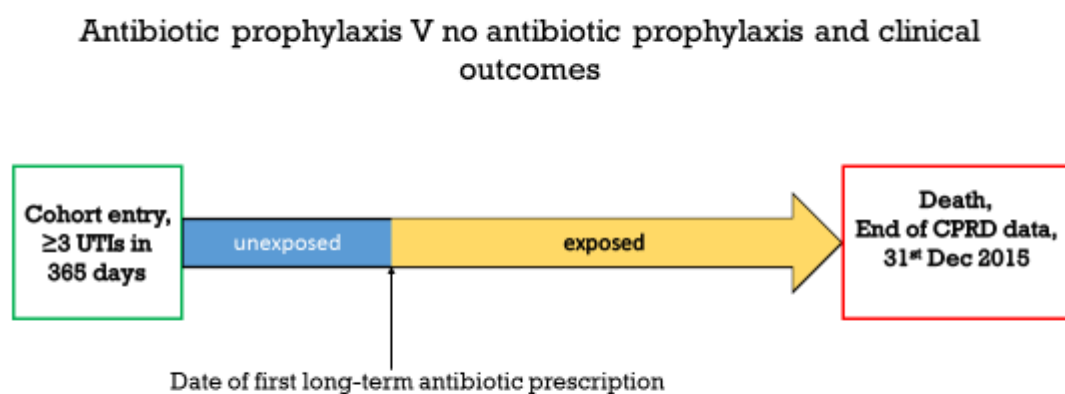 Antibiotic prophylaxis V no antibiotic prophylaxis and clinical
outcomes
Cohort entry,
≥3 UTIs in
365 days
unexposed
exposed
Death,
End of CPRD data,
31st Dec 2015
Date of first long-term antibiotic prescription